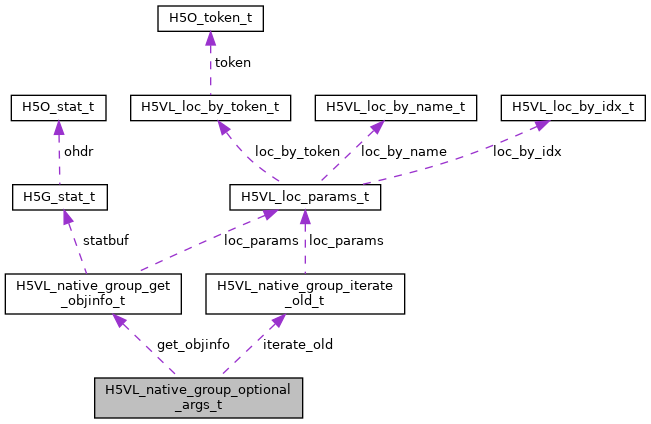 H5O_token_t
token
H5O_stat_t
H5VL_loc_by_token_t
H5VL_loc_by_name_t
H5VL_loc_by_idx_t
ohdr
loc_by_token
loc_by_name
loc_by_idx
H5G_stat_t
H5VL_loc_params_t
statbuf
loc_params
loc_params
H5VL_native_group_get
_objinfo_t
H5VL_native_group_iterate
_old_t
get_objinfo
iterate_old
H5VL_native_group_optional
_args_t